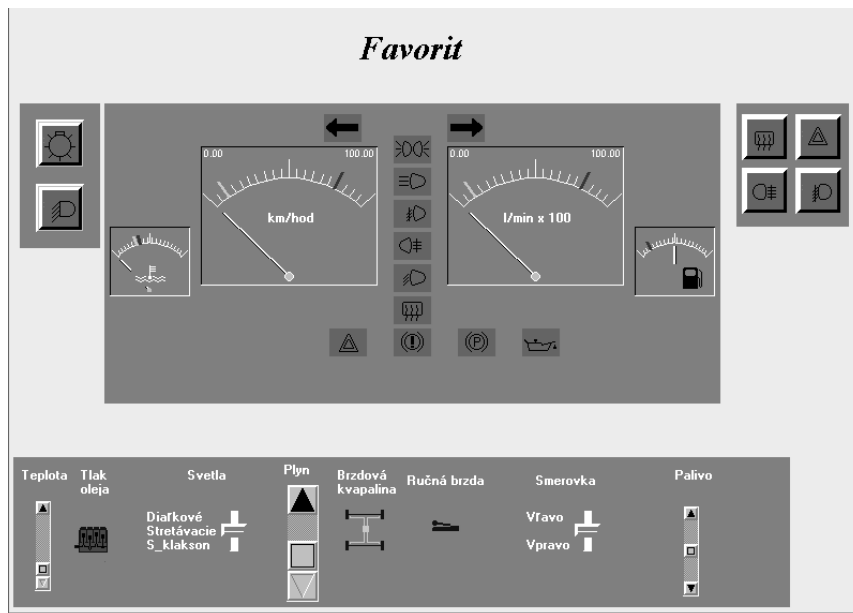 Favorit
0.00 100.00
km/hod
0.00 100.00
l/min x 100
P
Teplota
Tlak
oleja
Svetla
Diaľkové
Stretávacie
S_klakson
Plyn
Brzdová
kvapalina
Ručná brzda
Smerovka
Vľavo
Vpravo
Palivo